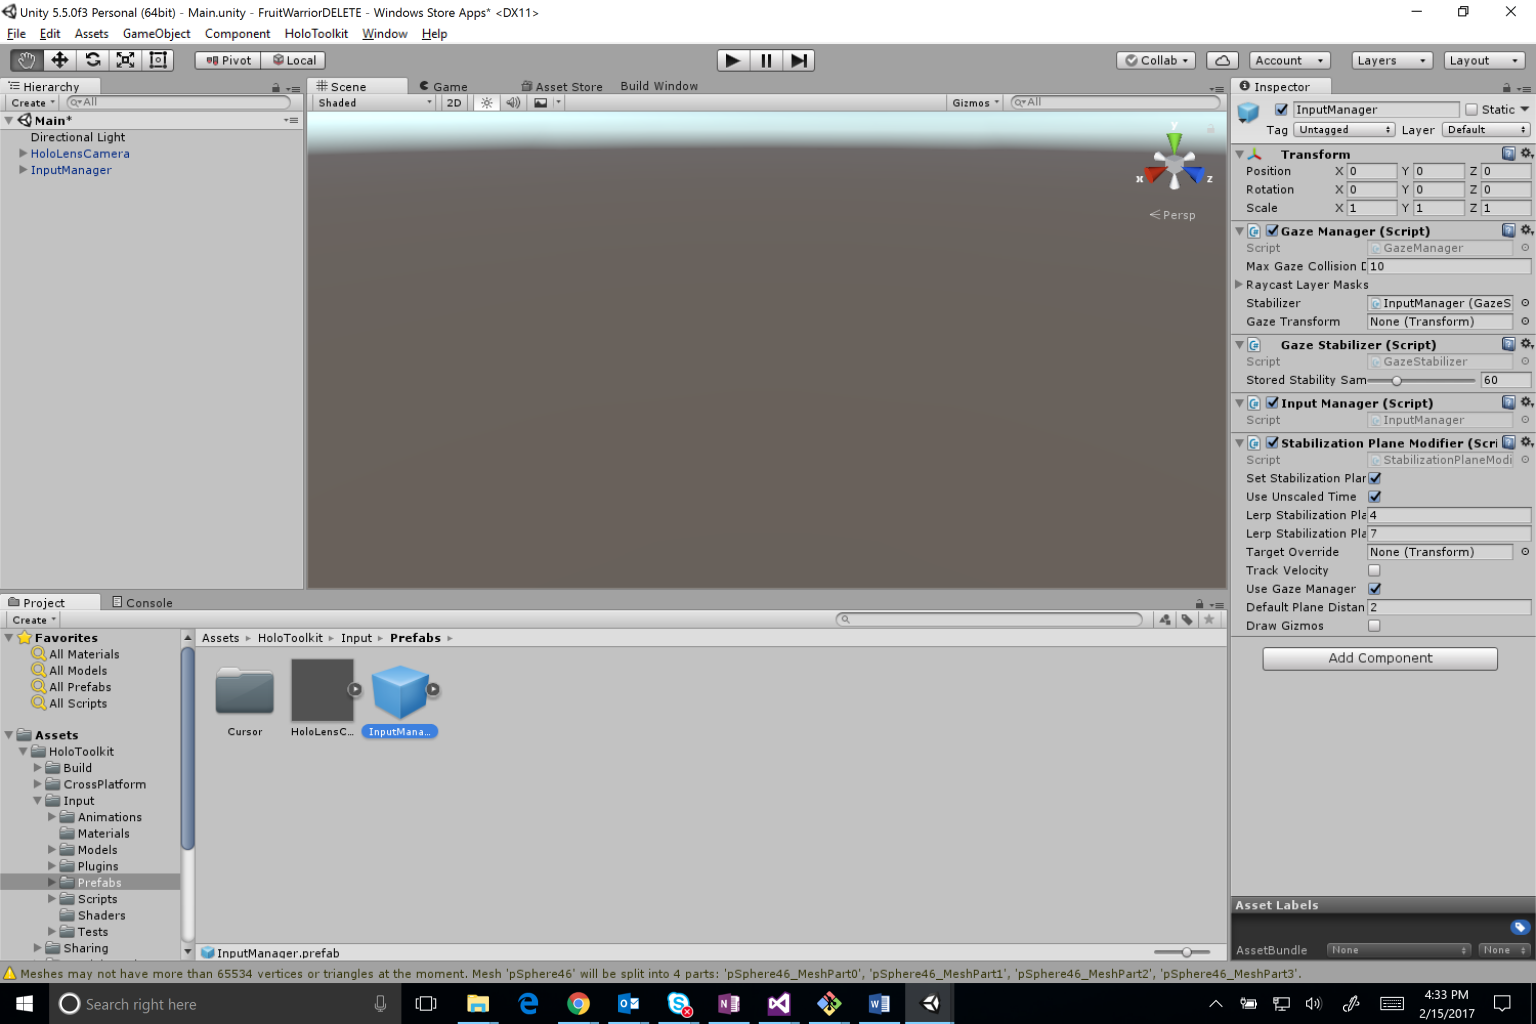 Unity 5.5.0f3 Personal (64bit) - Main.unity - FruitWarriorDELETE - Windows Store Apps* <DX11>
File Edit Assets GameObject Component HoloToolkit Window Help
Pivot Local Collab Account Layers Layout
Hierarchy
Create All
Main*
Directional Light
HoloLensCamera
InputManager
Scene Game Asset Store Build Window
Shaded 2D Gizmos All
y
x z
Persp
Inspector
InputManager Static
Tag Untagged Layer Default
Transform
Position X 0 Y 0 Z 0
Rotation X 0 Y 0 Z 0
Scale X 1 Y 1 Z 1
Gaze Manager (Script)
Script GazeManager
Max Gaze Collision D 10
Raycast Layer Masks
Stabilizer InputManager (GazeS
Gaze Transform None (Transform)
Gaze Stabilizer (Script)
Script GazeStabilizer
Stored Stability Sam 60
Input Manager (Script)
Script InputManager
Stabilization Plane Modifier (Scri
Script StabilizationPlaneModi
Set Stabilization Plan
Use Unscaled Time
Lerp Stabilization Pla 4
Lerp Stabilization Pla 7
Target Override None (Transform)
Track Velocity
Use Gaze Manager
Default Plane Distan 2
Draw Gizmos
Add Component
Asset Labels
AssetBundle None None
Project Console
Create
Favorites
All Materials
All Models
All Prefabs
All Scripts
Assets
HoloToolkit
Build
CrossPlatform
Input
Animations
Materials
Models
Plugins
Prefabs
Scripts
Shaders
Tests
Sharing
Assets HoloToolkit Input Prefabs
Cursor HoloLensC... InputMana...
InputManager.prefab
Meshes may not have more than 65534 vertices or triangles at the moment. Mesh 'pSphere46' will be split into 4 parts: 'pSphere46_MeshPart0', 'pSphere46_MeshPart1', 'pSphere46_MeshPart2', 'pSphere46_MeshPart3'.
Search right here
4:33 PM
2/15/2017